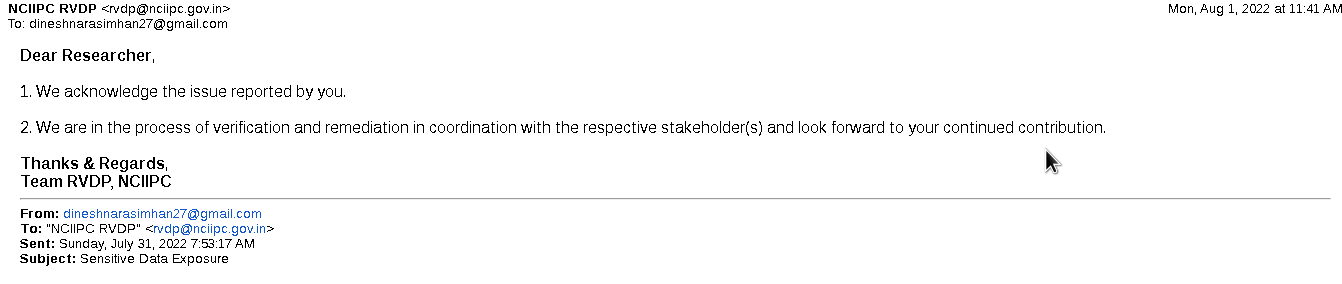 NCIIPC RVDP <rvdp@nciipc.gov.in> Mon, Aug 1, 2022 at 11:41 AM
To: dineshnarasimhan27@gmail.com
Dear Researcher,
1. We acknowledge the issue reported by you.
2. We are in the process of verification and remediation in coordination with the respective stakeholder(s) and look forward to your continued contribution.
Thanks & Regards,
Team RVDP, NCIIPC
From: dineshnarasimhan27@gmail.com
To: "NCIIPC RVDP" <rvdp@nciipc.gov.in>
Sent: Sunday, July 31, 2022 7:53:17 AM
Subject: Sensitive Data Exposure